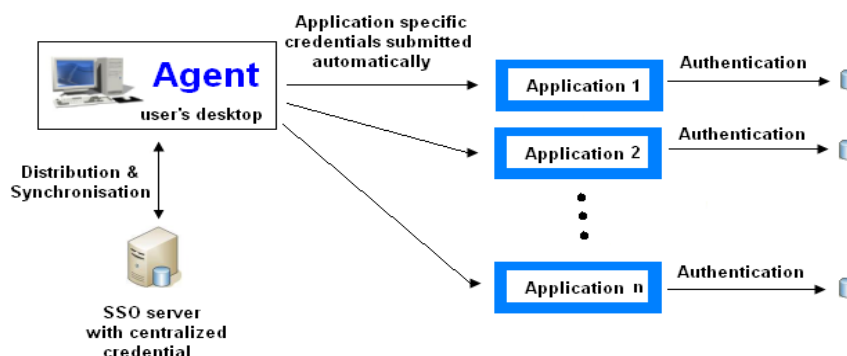 Application specific
credentials submitted
automatically
Agent
user's desktop
Application 1
Authentication
Application 2
Authentication
Distribution &
Synchronisation
Application n
Authentication
SSO server
with centralized
credential